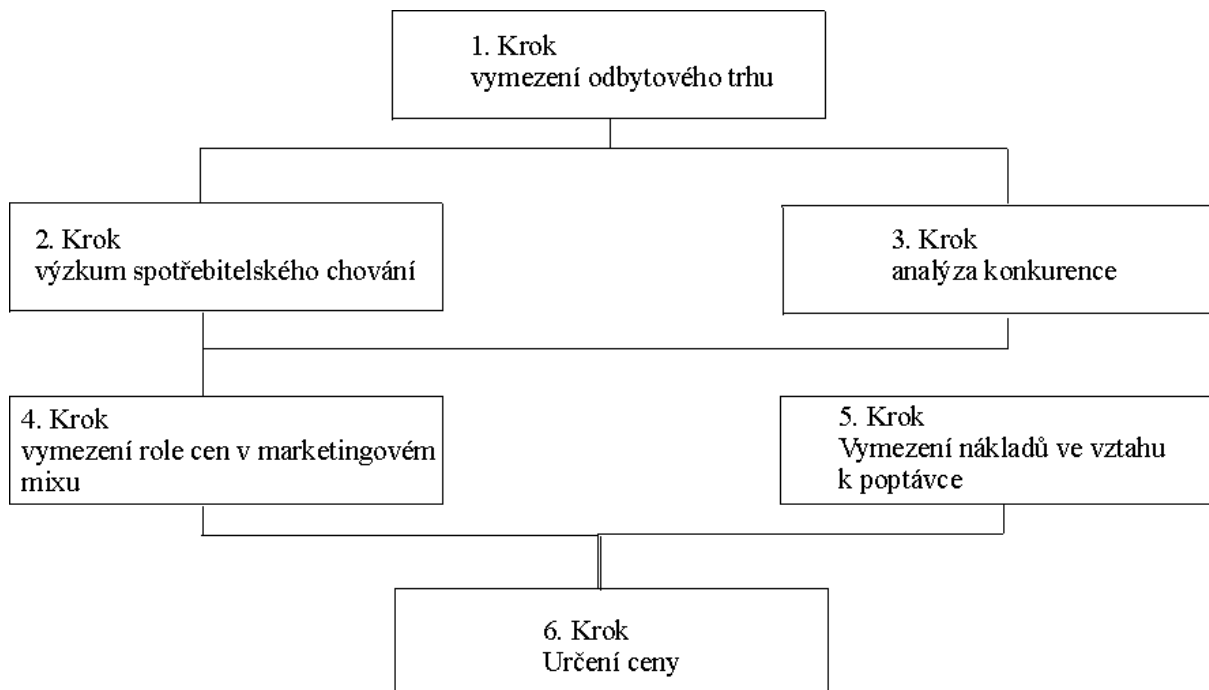 1. Krok
vymezení odbytového trhu
2. Krok
výzkum spotřebitelského chování
3. Krok
analýza konkurence
4. Krok
vymezení role cen v marketingovém
mixu
5. Krok
Vymezení nákladů ve vztahu
k poptávce
6. Krok
Určení ceny